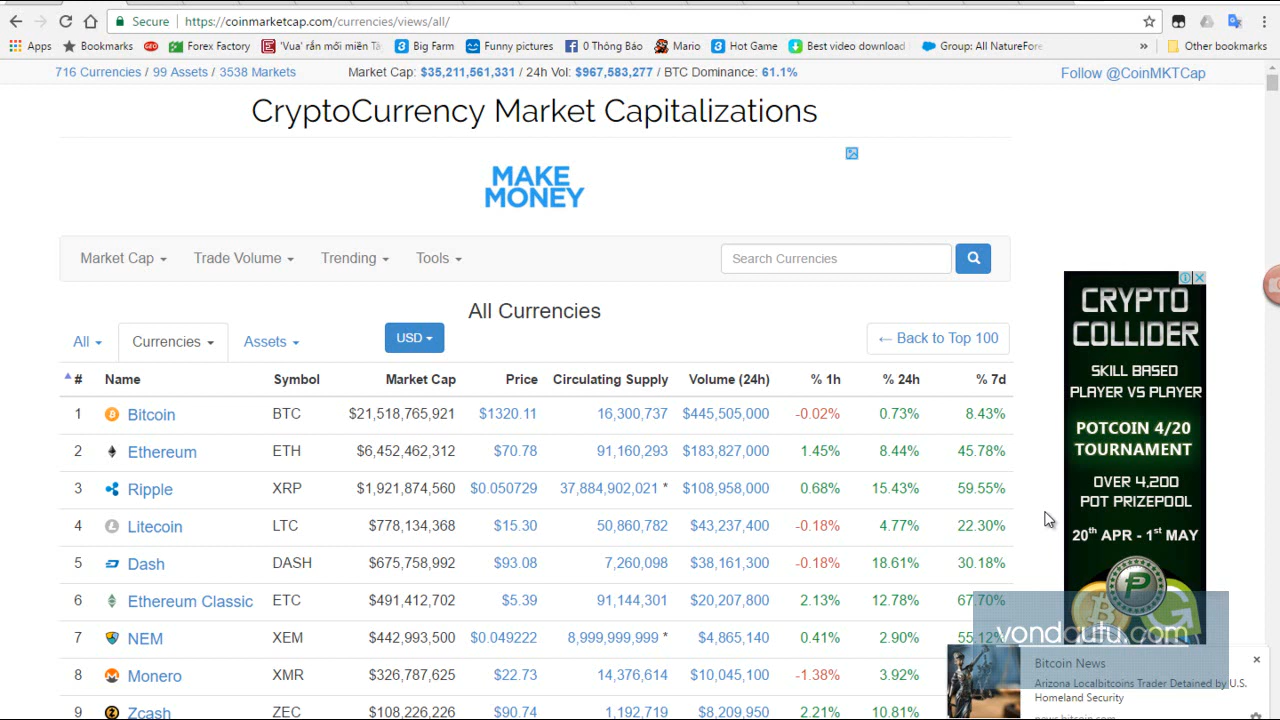 Secure https://coinmarketcap.com/currencies/views/all/
Apps Bookmarks Forex Factory 'Vua' rắn mối miền Tâ Big Farm Funny pictures 0 Thông Báo Mario Hot Game Best video download Group: All NatureFore » Other bookmarks
716 Currencies / 99 Assets / 3538 Markets Market Cap: $35,211,561,331 / 24h Vol: $967,583,277 / BTC Dominance: 61.1% Follow @CoinMKTCap
CryptoCurrency Market Capitalizations
MAKE
MONEY
Market Cap Trade Volume Trending Tools Search Currencies
All Currencies
All Currencies Assets USD ← Back to Top 100
# Name Symbol Market Cap Price Circulating Supply Volume (24h) % 1h % 24h % 7d
1 Bitcoin BTC $21,518,765,921 $1320.11 16,300,737 $445,505,000 -0.02% 0.73% 8.43%
2 Ethereum ETH $6,452,462,312 $70.78 91,160,293 $183,827,000 1.45% 8.44% 45.78%
3 Ripple XRP $1,921,874,560 $0.050729 37,884,902,021 * $108,958,000 0.68% 15.43% 59.55%
4 Litecoin LTC $778,134,368 $15.30 50,860,782 $43,237,400 -0.18% 4.77% 22.30%
5 Dash DASH $675,758,992 $93.08 7,260,098 $38,161,300 -0.18% 18.61% 30.18%
6 Ethereum Classic ETC $491,412,702 $5.39 91,144,301 $20,207,800 2.13% 12.78% 67.70%
7 NEM XEM $442,993,500 $0.049222 8,999,999,999 * $4,865,140 0.41% 2.90% 55.12%
8 Monero XMR $326,787,625 $22.73 14,376,614 $10,045,100 -1.38% 3.92%
9 Zcash ZEC $108,226,226 $90.74 1,192,719 $8,209,950 2.21% 10.81%
CRYPTO
COLLIDER
SKILL BASED
PLAYER VS PLAYER
POTCOIN 4/20
TOURNAMENT
OVER 4,200
POT PRIZEPOOL
20th APR - 1st MAY
vondautu.com
Bitcoin News
Arizona Localbitcoins Trader Detained by U.S.
Homeland Security
news.bitcoin.com